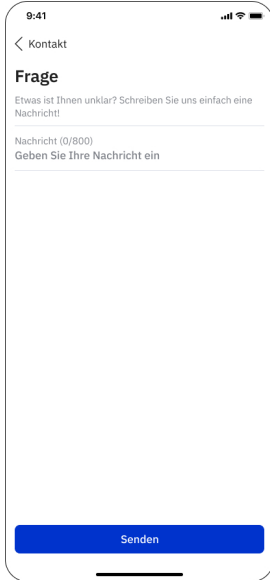 9:41
Kontakt
Frage
Etwas ist Ihnen unklar? Schreiben Sie uns einfach eine
Nachricht!
Nachricht (0/800)
Geben Sie Ihre Nachricht ein
Senden